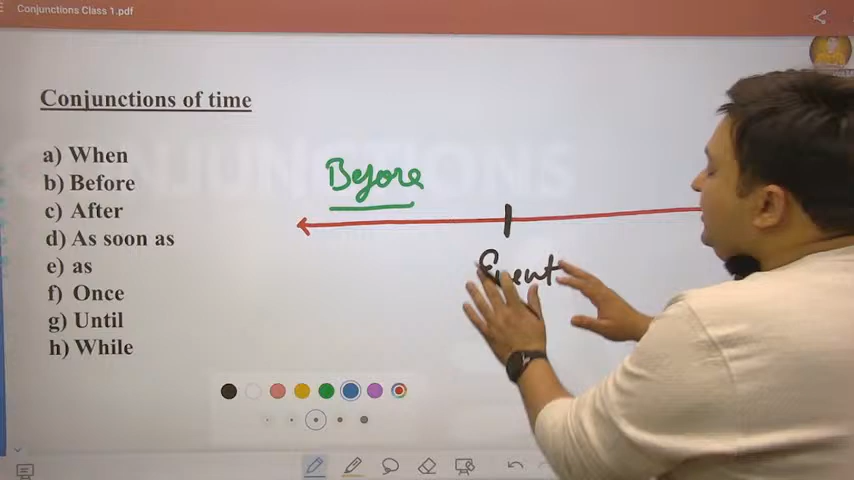 Conjunctions Class 1.pdf
Conjunctions of time
a) When
b) Before
c) After
d) As soon as
e) as
f) Once
g) Until
h) While
Before
Event